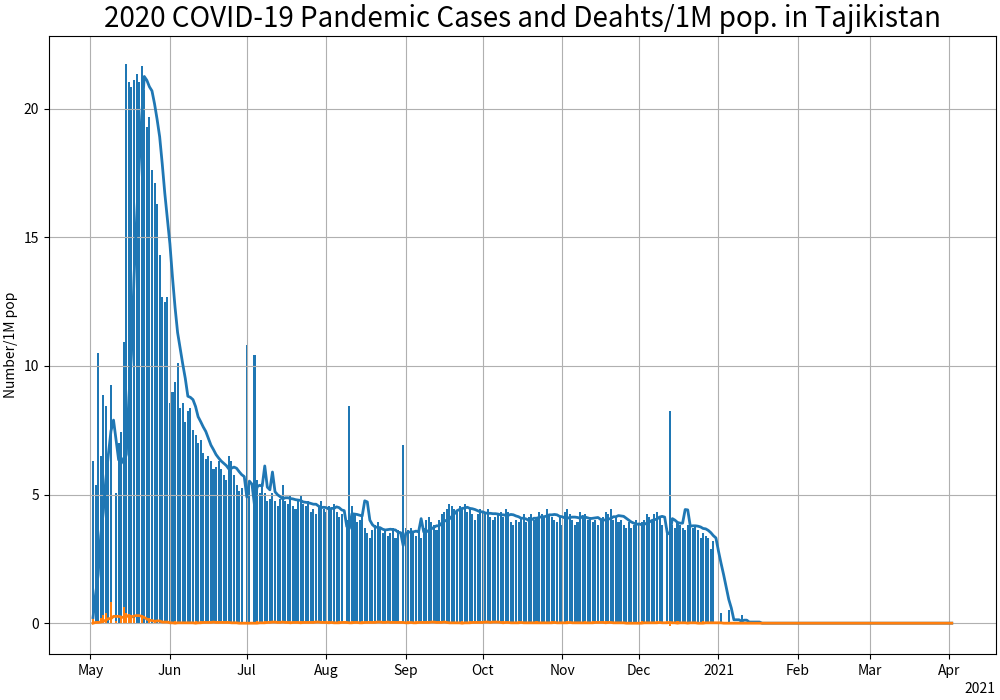 2020 COVID-19 Pandemic Cases and Deahts/1M pop. in Tajikistan
Number/1M pop
20
15
10
5
0
May Jun Jul Aug Sep Oct Nov Dec 2021 Feb Mar Apr
2021